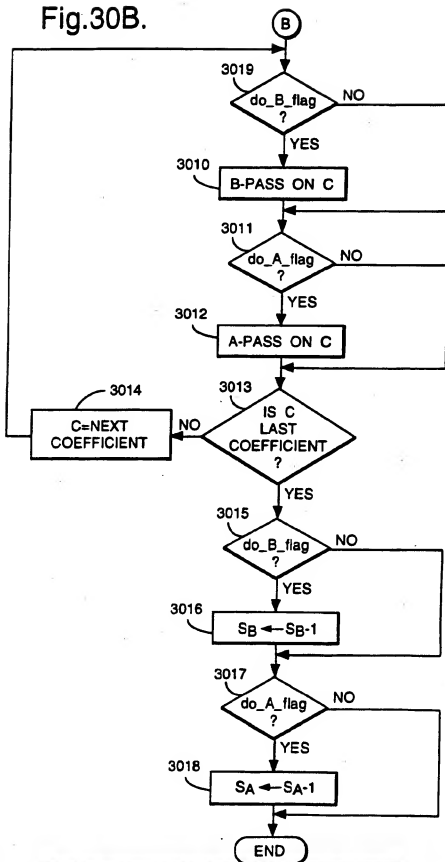 Fig.30B.
B
3019
do_B_flag
?
NO
YES
3010
B-PASS ON C
3011
do_A_flag
?
NO
YES
3012
A-PASS ON C
3014
C=NEXT
COEFFICIENT
NO
3013
IS C
LAST
COEFFICIENT
?
YES
3015
do_B_flag
?
NO
YES
3016
SB ← SB-1
3017
do_A_flag
?
NO
YES
3018
SA ← SA-1
END